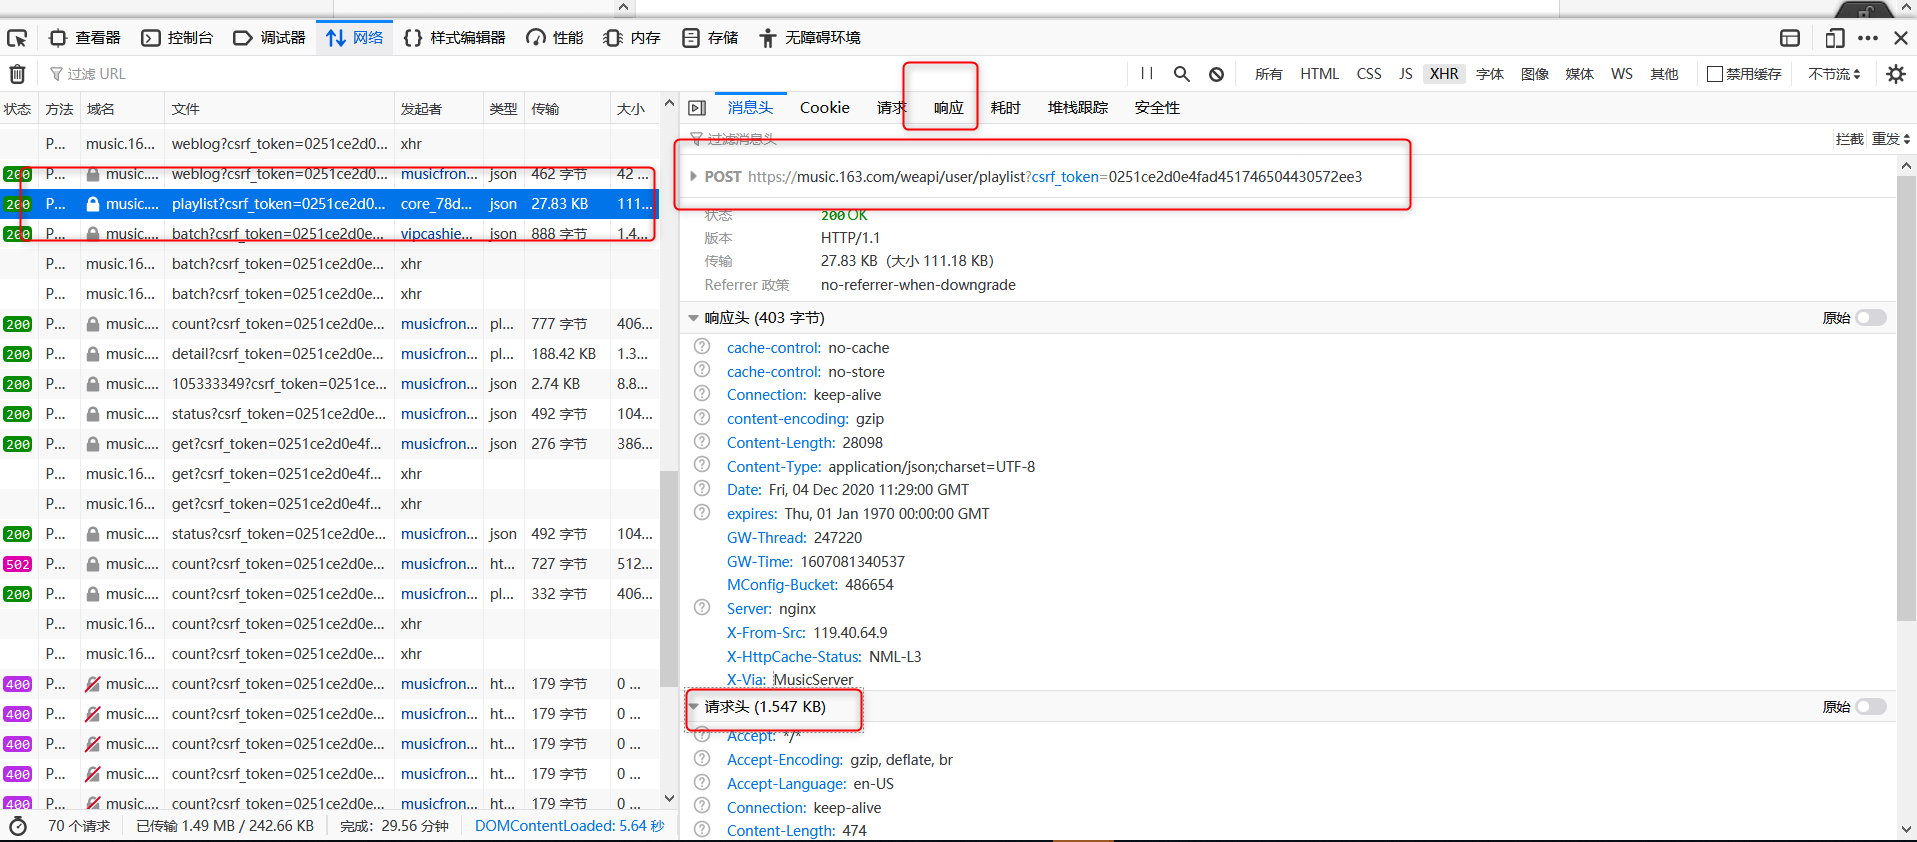 查看器 控制台 调试器 网络 样式编辑器 性能 内存 存储 无障碍环境
过滤 URL 所有 HTML CSS JS XHR 字体 图像 媒体 WS 其他 禁用缓存 不节流
状态 方法 域名 文件 发起者 类型 传输 大小
P... music.16... weblog?csrf_token=0251ce2d0... xhr
200 P... music.... weblog?csrf_token=0251ce2d0... musicfron... json 462 字节 42 ...
200 P... music.... playlist?csrf_token=0251ce2d0... core_78d... json 27.83 KB 111...
200 P... music.... batch?csrf_token=0251ce2d0e... vipcashie... json 888 字节 1.4...
P... music.16... batch?csrf_token=0251ce2d0e... xhr
P... music.16... batch?csrf_token=0251ce2d0e... xhr
200 P... music.... count?csrf_token=0251ce2d0e... musicfron... pl... 777 字节 406...
200 P... music.... detail?csrf_token=0251ce2d0e... musicfron... pl... 188.42 KB 1.3...
200 P... music.... 105333349?csrf_token=0251ce... musicfron... json 2.74 KB 8.8...
200 P... music.... status?csrf_token=0251ce2d0e... musicfron... json 492 字节 104...
200 P... music.... get?csrf_token=0251ce2d0e4f... musicfron... json 276 字节 386...
P... music.16... get?csrf_token=0251ce2d0e4f... xhr
P... music.16... get?csrf_token=0251ce2d0e4f... xhr
200 P... music.... status?csrf_token=0251ce2d0e... musicfron... json 492 字节 104...
502 P... music.... count?csrf_token=0251ce2d0e... musicfron... ht... 727 字节 512...
200 P... music.... count?csrf_token=0251ce2d0e... musicfron... pl... 332 字节 406...
P... music.16... count?csrf_token=0251ce2d0e... xhr
P... music.16... count?csrf_token=0251ce2d0e... xhr
400 P... music.... count?csrf_token=0251ce2d0e... musicfron... ht... 179 字节 0 ...
400 P... music.... count?csrf_token=0251ce2d0e... musicfron... ht... 179 字节 0 ...
400 P... music.... count?csrf_token=0251ce2d0e... musicfron... ht... 179 字节 0 ...
400 P... music.... count?csrf_token=0251ce2d0e... musicfron... ht... 179 字节 0 ...
400 P... music.... count?csrf_token=0251ce2d0e... musicfron... ht... 179 字节 0 ...
70 个请求 已传输 1.49 MB / 242.66 KB 完成：29.56 分钟 DOMContentLoaded: 5.64 秒
消息头 Cookie 请求 响应 耗时 堆栈跟踪 安全性
过滤消息头 拦截 重发
POST https://music.163.com/weapi/user/playlist?csrf_token=0251ce2d0e4fad451746504430572ee3
状态 200 OK
版本 HTTP/1.1
传输 27.83 KB（大小 111.18 KB）
Referrer 政策 no-referrer-when-downgrade
响应头 (403 字节) 原始
cache-control: no-cache
cache-control: no-store
Connection: keep-alive
content-encoding: gzip
Content-Length: 28098
Content-Type: application/json;charset=UTF-8
Date: Fri, 04 Dec 2020 11:29:00 GMT
expires: Thu, 01 Jan 1970 00:00:00 GMT
GW-Thread: 247220
GW-Time: 1607081340537
MConfig-Bucket: 486654
Server: nginx
X-From-Src: 119.40.64.9
X-HttpCache-Status: NML-L3
X-Via: MusicServer
请求头 (1.547 KB) 原始
Accept: */*
Accept-Encoding: gzip, deflate, br
Accept-Language: en-US
Connection: keep-alive
Content-Length: 474